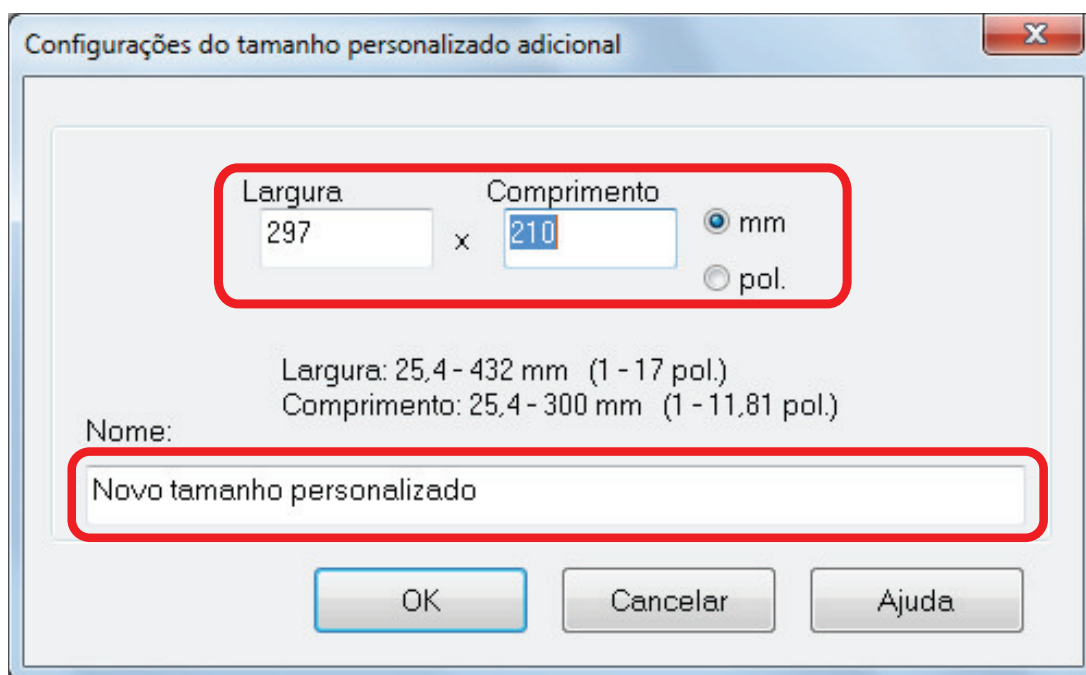 Configurações do tamanho personalizado adicional
Largura Comprimento
297 x 210 mm
pol.
Largura: 25,4 - 432 mm (1 - 17 pol.)
Comprimento: 25,4 - 300 mm (1 - 11,81 pol.)
Nome:
Novo tamanho personalizado
OK Cancelar Ajuda